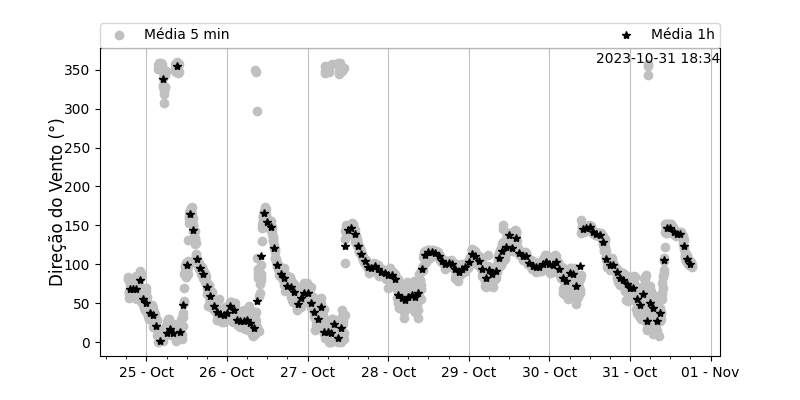 Média 5 min
Média 1h
2023-10-31 18:34
Direção do Vento (°)
350
300
250
200
150
100
50
0
25 - Oct
26 - Oct
27 - Oct
28 - Oct
29 - Oct
30 - Oct
31 - Oct
01 - Nov